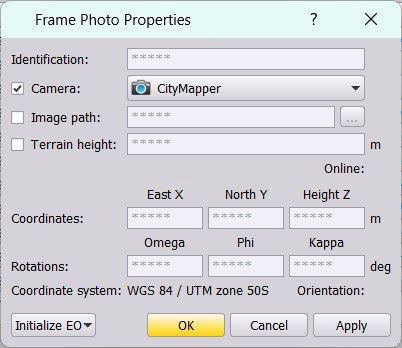 Frame Photo Properties ? ×
Identification: *****
Camera: CityMapper
Image path: ***** ...
Terrain height: ***** m
Online:
East X North Y Height Z
Coordinates: ***** ***** ***** m
Omega Phi Kappa
Rotations: ***** ***** ***** deg
Coordinate system: WGS 84 / UTM zone 50S Orientation:
Initialize EO OK Cancel Apply